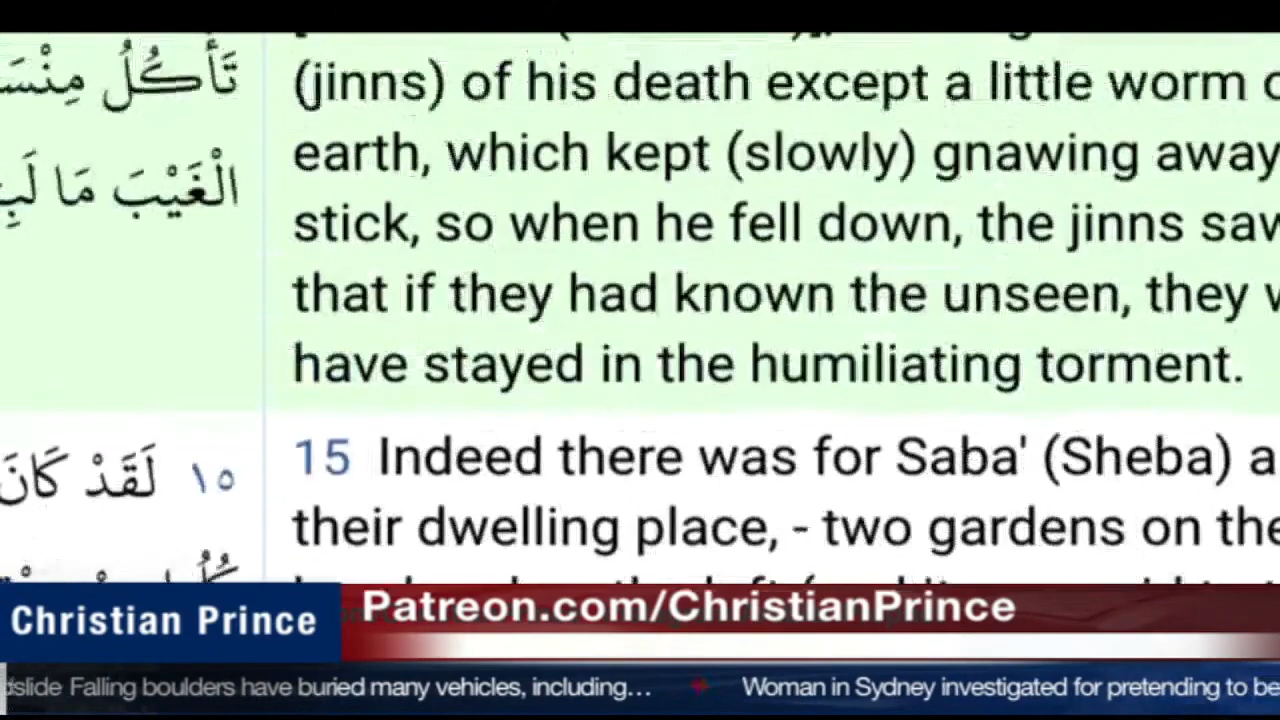 تَأْكُلُ
الْغَيْبَ مَا
(jinns) of his death except a little worm
earth, which kept (slowly) gnawing away
stick, so when he fell down, the jinns
that if they had known the unseen, they
have stayed in the humiliating torment.
١٥ لَقَدْ كَانَ
15 Indeed there was for Saba' (Sheba) a
their dwelling place, - two gardens on
Christian Prince
Patreon.com/ChristianPrince
Falling boulders have buried many vehicles, including...
Woman in Sydney investigated for pretending to be